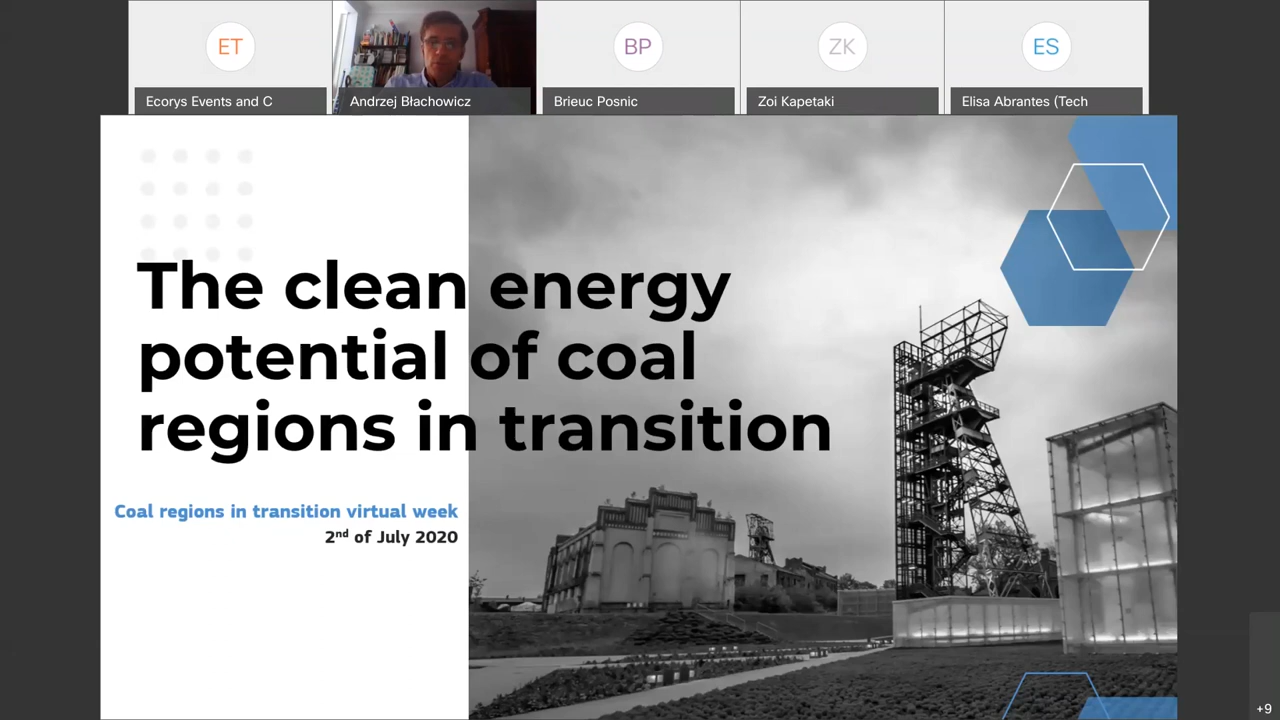 ET
BP
ZK
ES
Ecorys Events and C
Andrzej Błachowicz
Brieuc Posnic
Zoi Kapetaki
Elisa Abrantes (Tech
The clean energy
potential of coal
regions in transition
Coal regions in transition virtual week
2nd of July 2020
+9